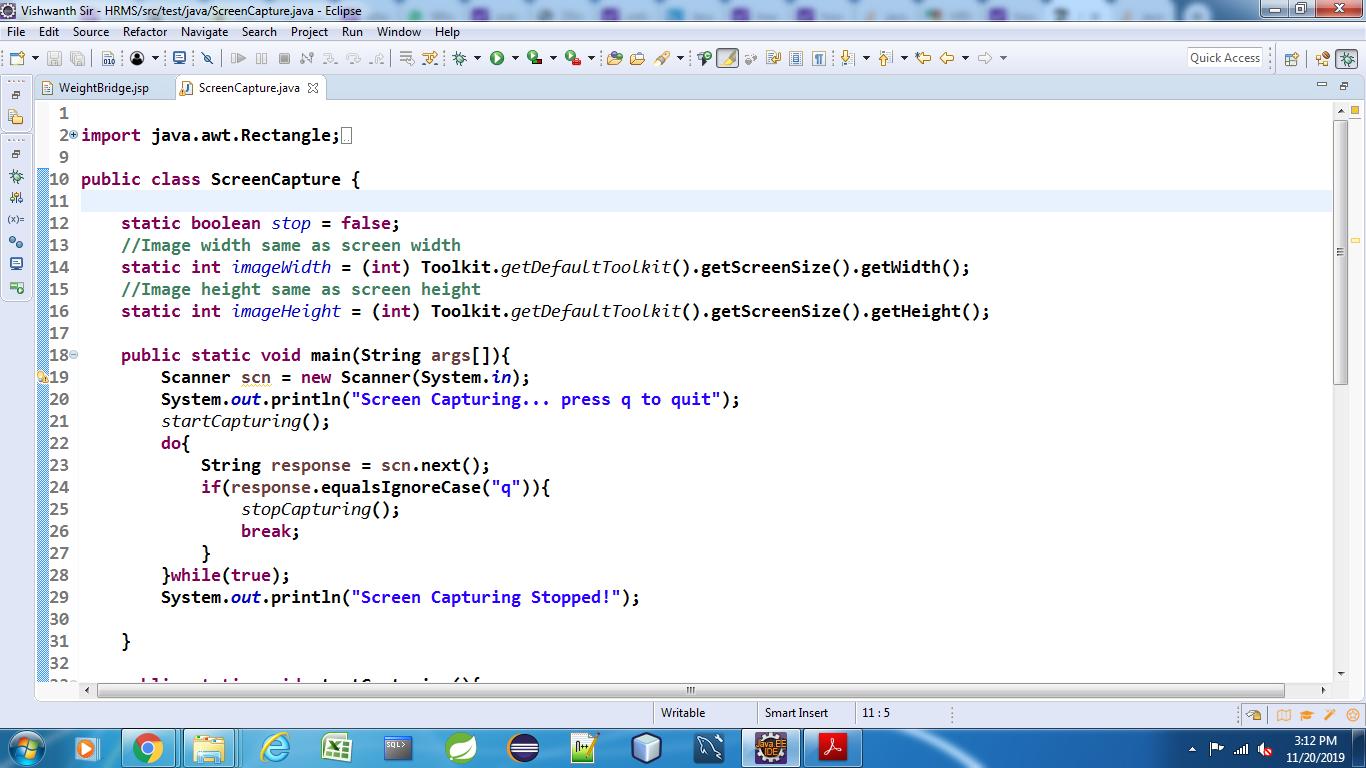 Vishwanth Sir - HRMS/src/test/java/ScreenCapture.java - Eclipse
File Edit Source Refactor Navigate Search Project Run Window Help
Quick Access
WeightBridge.jsp ScreenCapture.java
1
2 import java.awt.Rectangle;
9
10 public class ScreenCapture {
11
12 static boolean stop = false;
13 //Image width same as screen width
14 static int imageWidth = (int) Toolkit.getDefaultToolkit().getScreenSize().getWidth();
15 //Image height same as screen height
16 static int imageHeight = (int) Toolkit.getDefaultToolkit().getScreenSize().getHeight();
17
18 public static void main(String args[]){
19 Scanner scn = new Scanner(System.in);
20 System.out.println("Screen Capturing... press q to quit");
21 startCapturing();
22 do{
23 String response = scn.next();
24 if(response.equalsIgnoreCase("q")){
25 stopCapturing();
26 break;
27 }
28 }while(true);
29 System.out.println("Screen Capturing Stopped!");
30
31 }
32
Writable Smart Insert 11 : 5
SQL>
Java EE
IDE
3:12 PM
11/20/2019